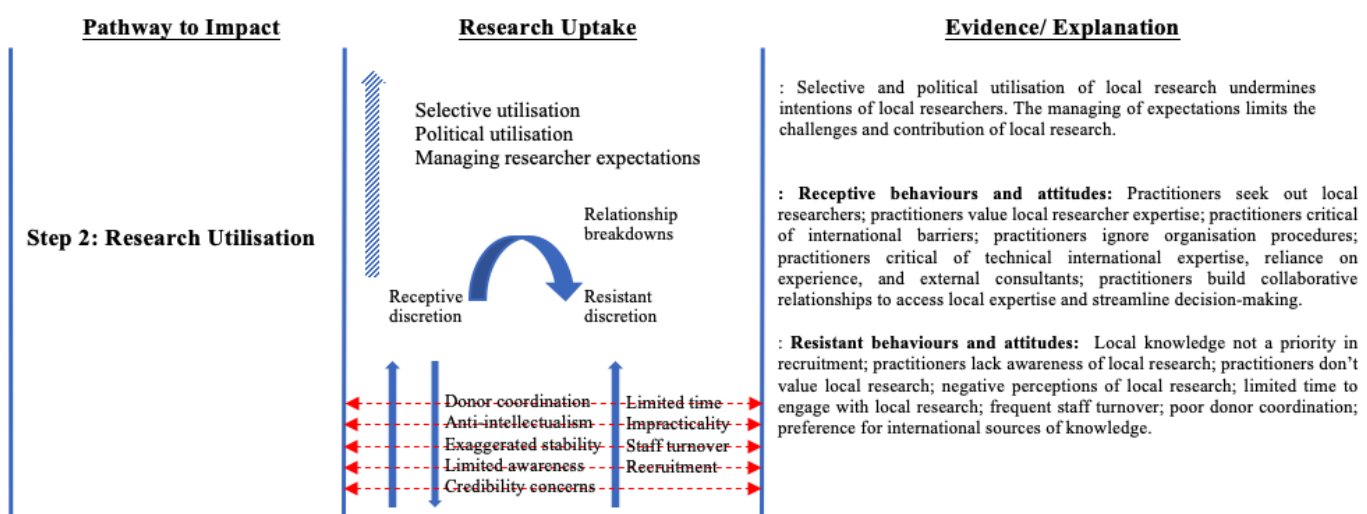 Pathway to Impact
Research Uptake
Evidence/ Explanation
Step 2: Research Utilisation
Selective utilisation
Political utilisation
Managing researcher expectations
Relationship
breakdowns
Receptive
discretion
Resistant
discretion
Donor coordination
Anti-intellectualism
Exaggerated stability
Limited awareness
Credibility concerns
Limited time
Impracticality
Staff turnover
Recruitment
: Selective and political utilisation of local research undermines
intentions of local researchers. The managing of expectations limits the
challenges and contribution of local research.
: Receptive behaviours and attitudes: Practitioners seek out local
researchers; practitioners value local researcher expertise; practitioners critical
of international barriers; practitioners ignore organisation procedures;
practitioners critical of technical international expertise, reliance on
experience, and external consultants; practitioners build collaborative
relationships to access local expertise and streamline decision-making.
: Resistant behaviours and attitudes: Local knowledge not a priority in
recruitment; practitioners lack awareness of local research; practitioners don't
value local research; negative perceptions of local research; limited time to
engage with local research; frequent staff turnover; poor donor coordination;
preference for international sources of knowledge.